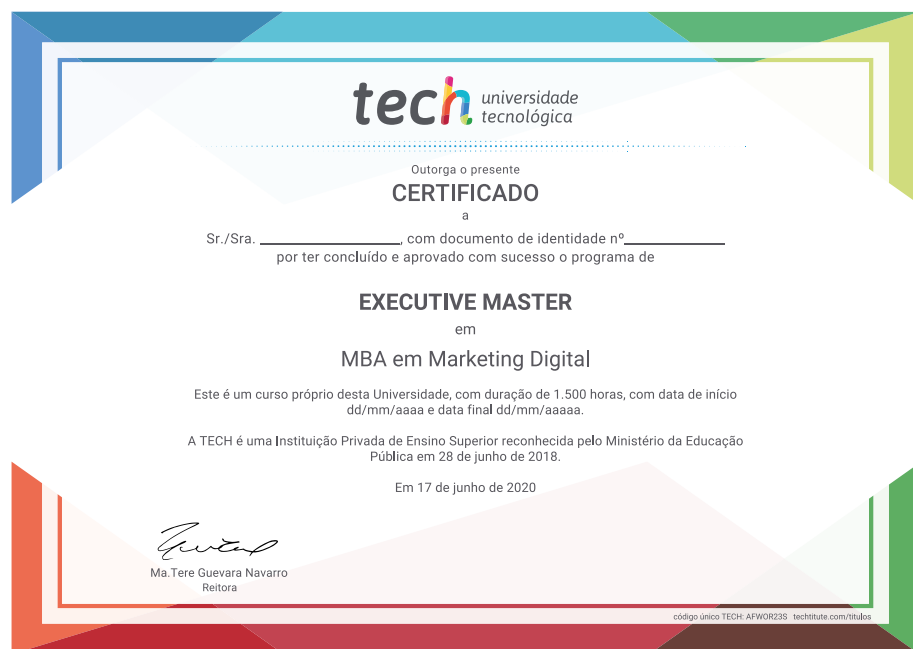 tech universidade
tecnológica
Outorga o presente
CERTIFICADO
a
Sr./Sra. ____________________, com documento de identidade nº______________
por ter concluído e aprovado com sucesso o programa de
EXECUTIVE MASTER
em
MBA em Marketing Digital
Este é um curso próprio desta Universidade, com duração de 1.500 horas, com data de início
dd/mm/aaaa e data final dd/mm/aaaaa.
A TECH é uma Instituição Privada de Ensino Superior reconhecida pelo Ministério da Educação
Pública em 28 de junho de 2018.
Em 17 de junho de 2020
Ma.Tere Guevara Navarro
Reitora
código único TECH: AFWOR23S techtitute.com/titulos